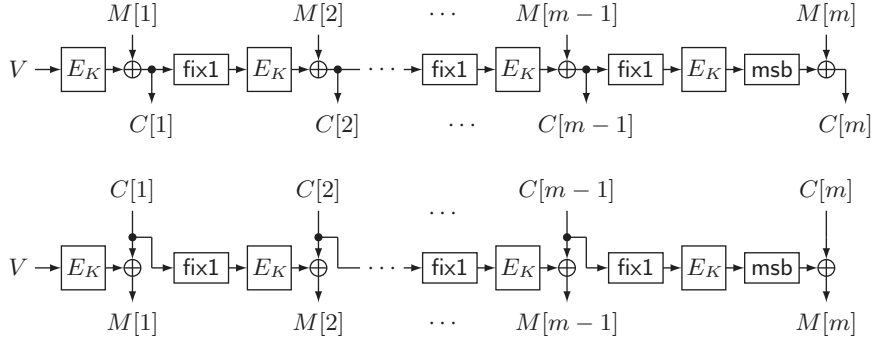 M[1] M[2] · · · M[m − 1] M[m]
V E_K fix1 E_K · · · fix1 E_K fix1 E_K msb
C[1] C[2] · · · C[m − 1] C[m]
C[1] C[2] · · · C[m − 1] C[m]
V E_K fix1 E_K · · · fix1 E_K fix1 E_K msb
M[1] M[2] · · · M[m − 1] M[m]